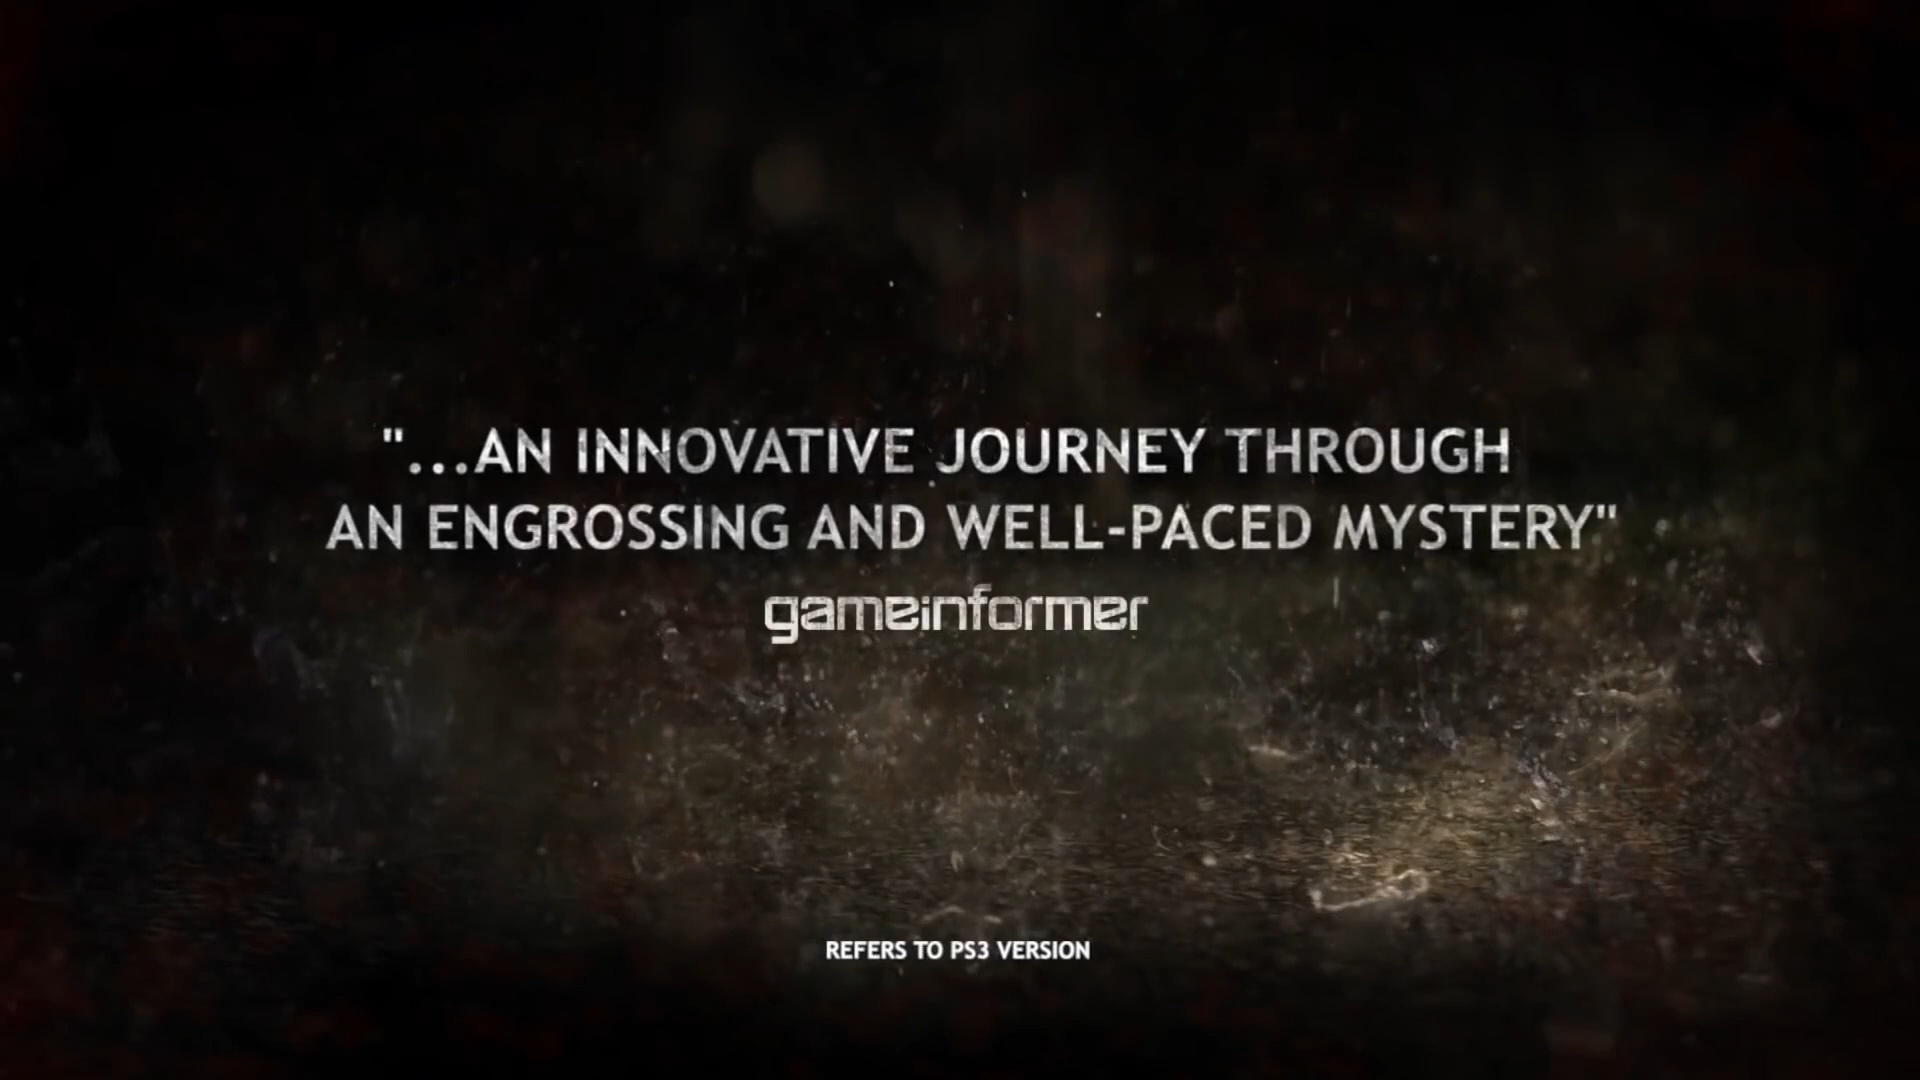 "...AN INNOVATIVE JOURNEY THROUGH
AN ENGROSSING AND WELL-PACED MYSTERY"
gameinformer
REFERS TO PS3 VERSION